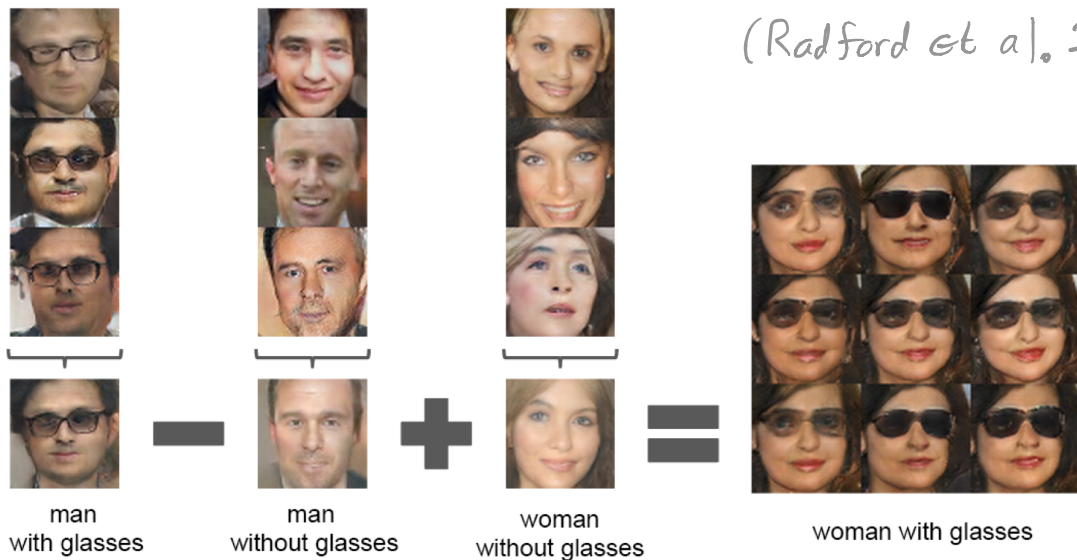 (Radford et al.
man
with glasses
man
without glasses
woman
without glasses
woman with glasses